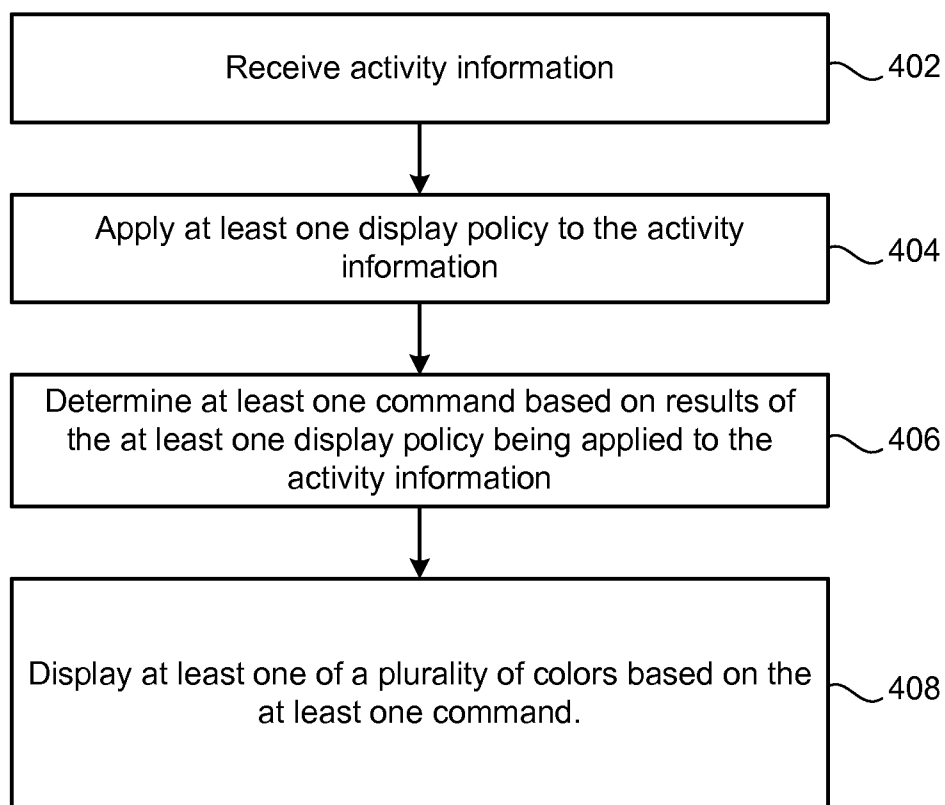 Receive activity information
402
Apply at least one display policy to the activity
information
404
Determine at least one command based on results of
the at least one display policy being applied to the
activity information
406
Display at least one of a plurality of colors based on the
at least one command.
408